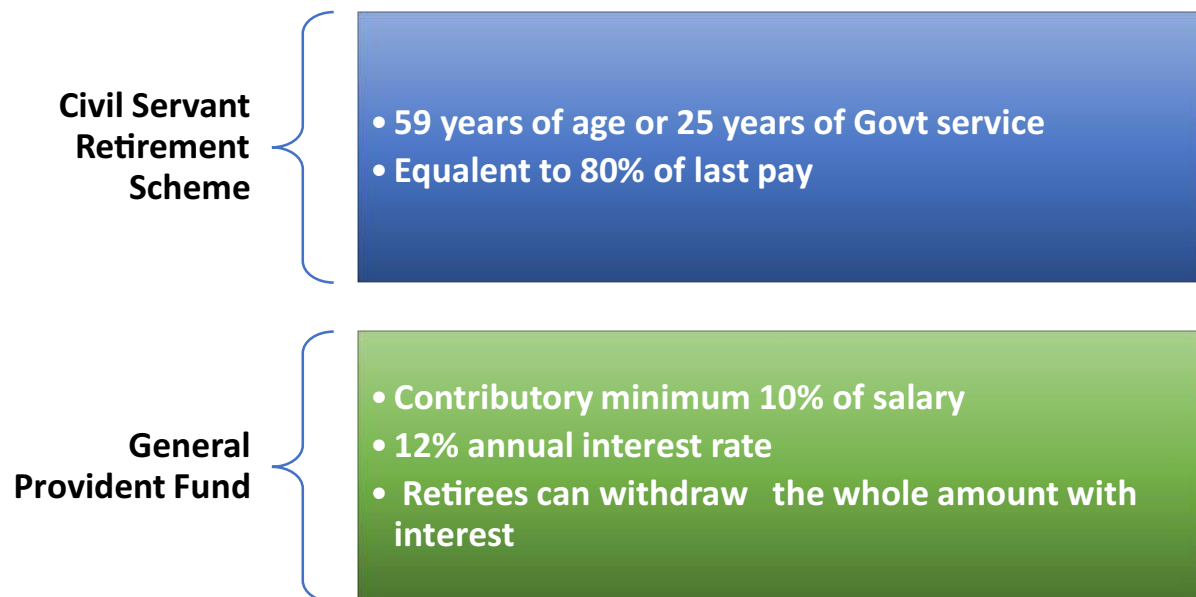 Civil Servant
Retirement
Scheme
• 59 years of age or 25 years of Govt service
• Equalent to 80% of last pay
General
Provident Fund
• Contributory minimum 10% of salary
• 12% annual interest rate
• Retirees can withdraw the whole amount with
interest